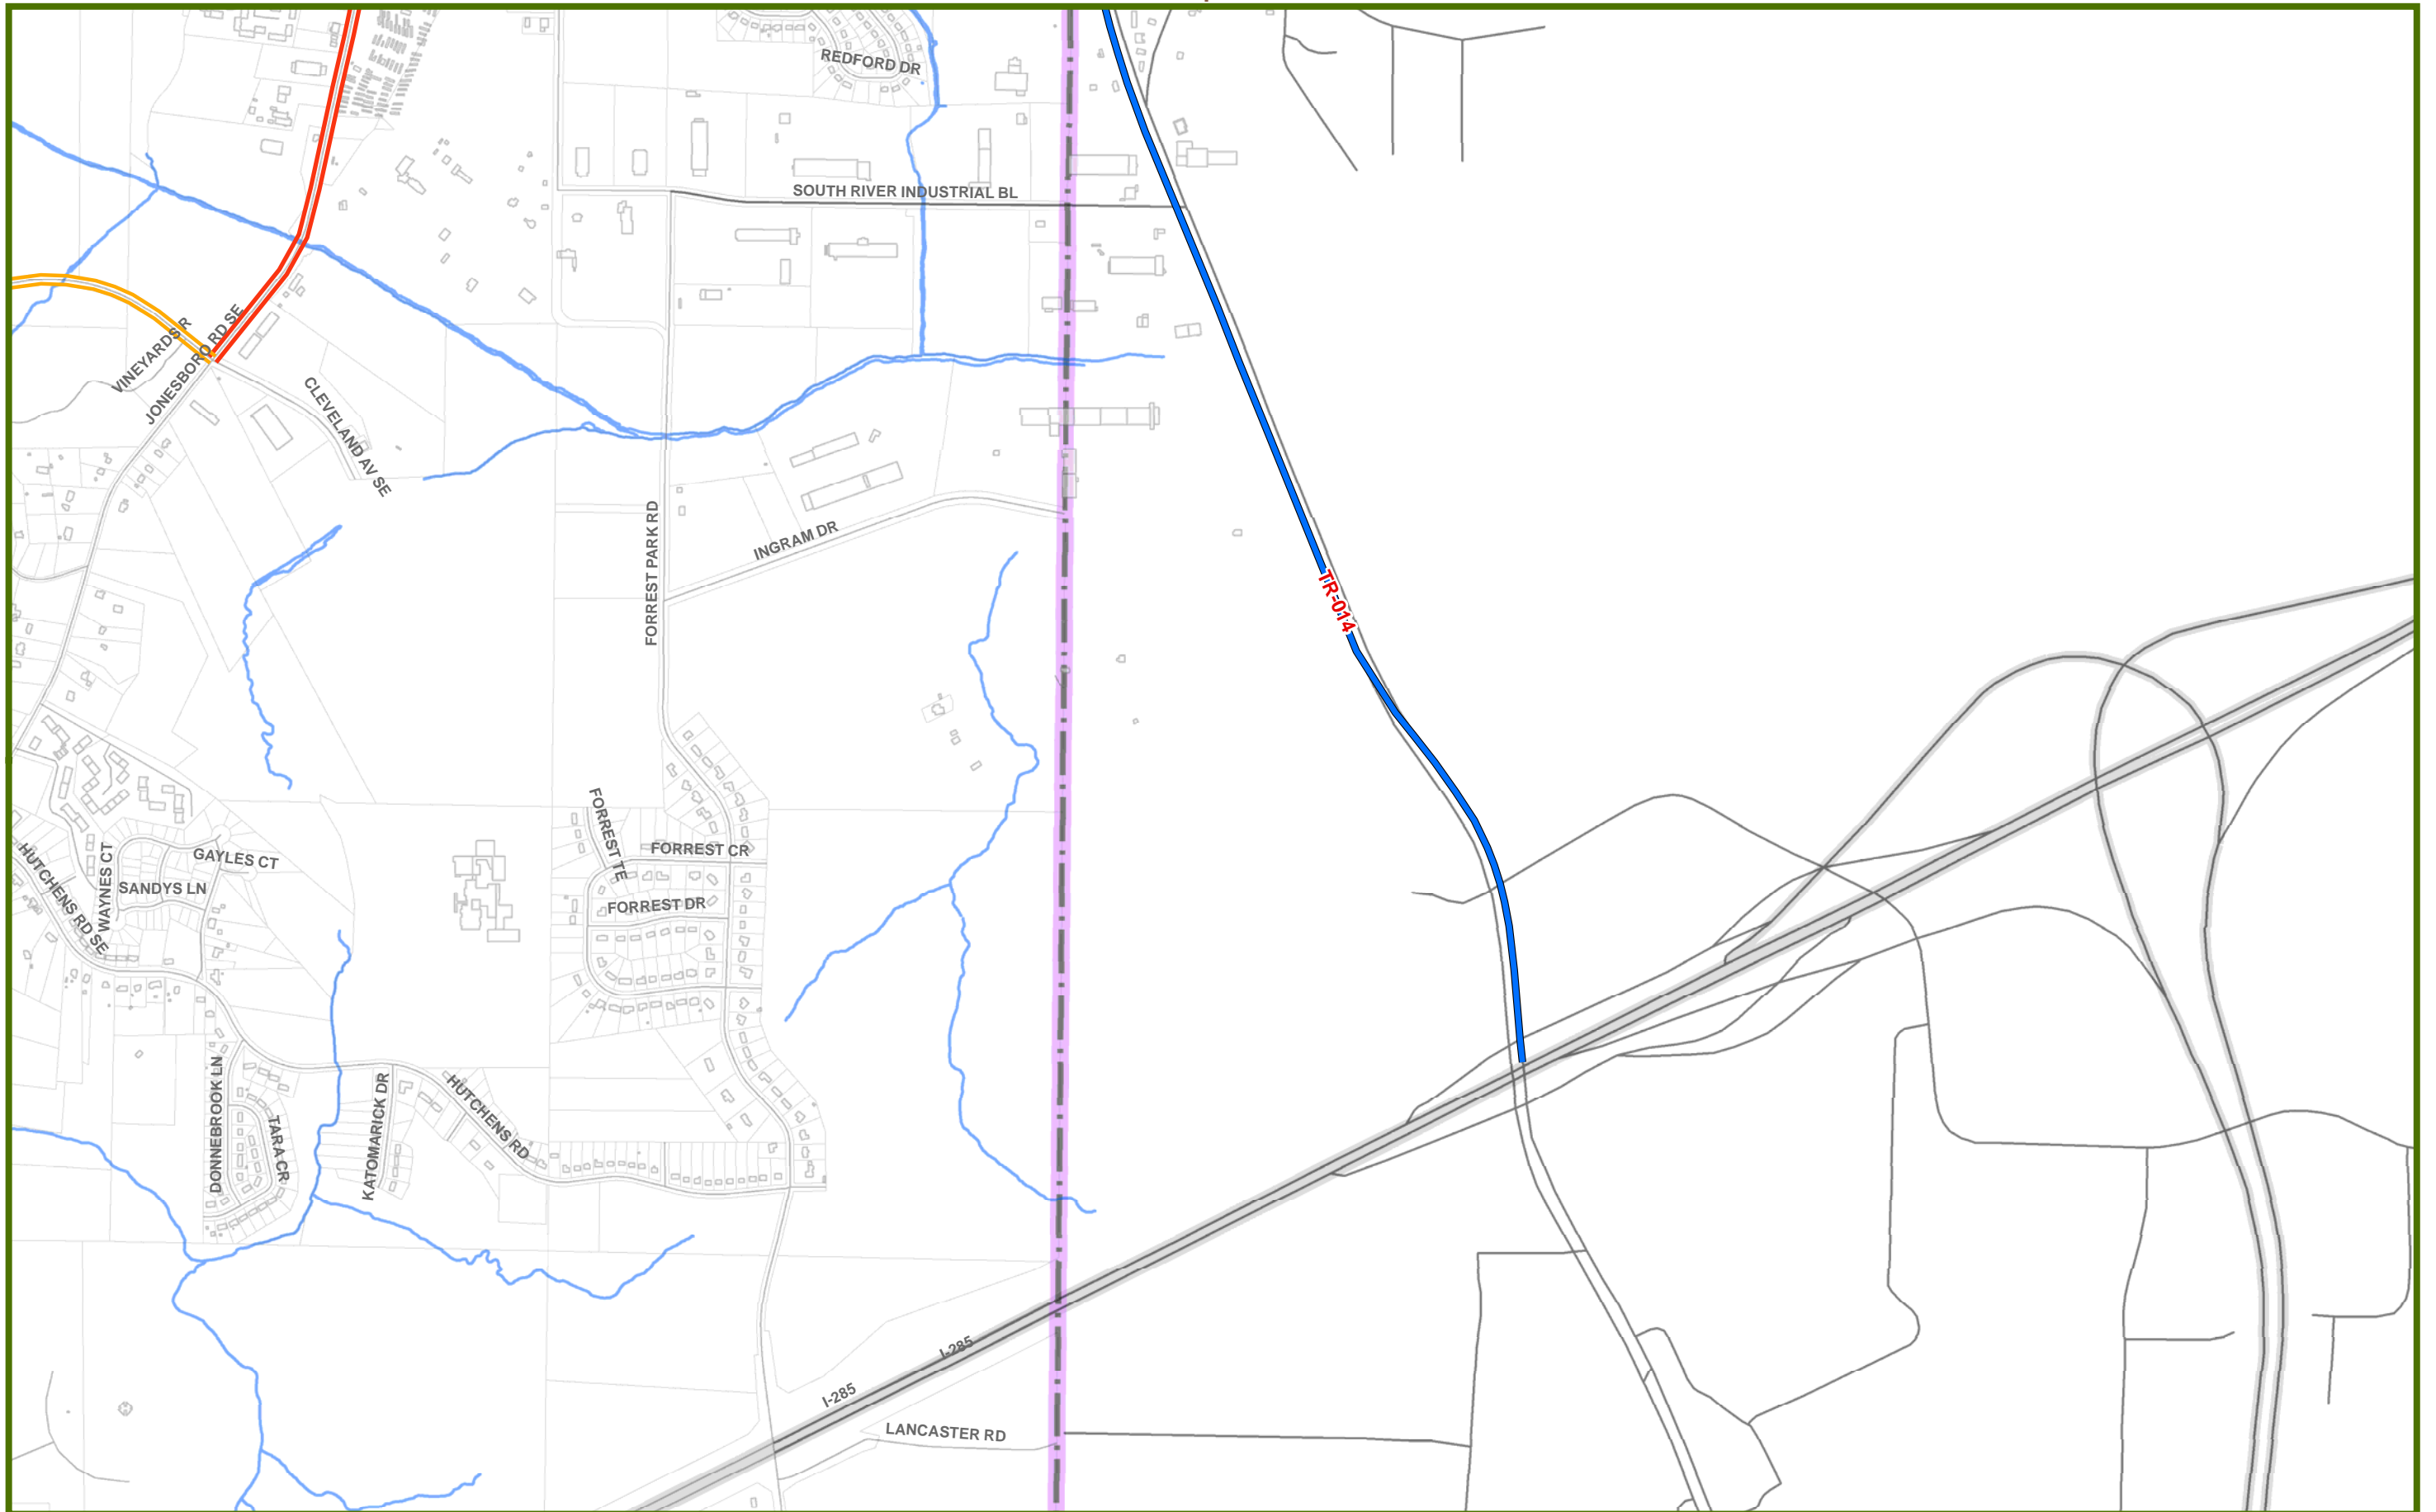 REDFORD DR
SOUTH RIVER INDUSTRIAL BL
VINEYARDS R
JONESBORO RD SE
CLEVELAND AV SE
FORREST PARK RD
INGRAM DR
TR-014
FORREST TE
FORREST CR
GAYLES CT
HUTCHENS RD SE
WAYNES CT
SANDYS LN
FORREST DR
DONNEBROOK LN
TARA CR
KATOMARICK DR
HUTCHENS RD
I-285
I-285
LANCASTER RD